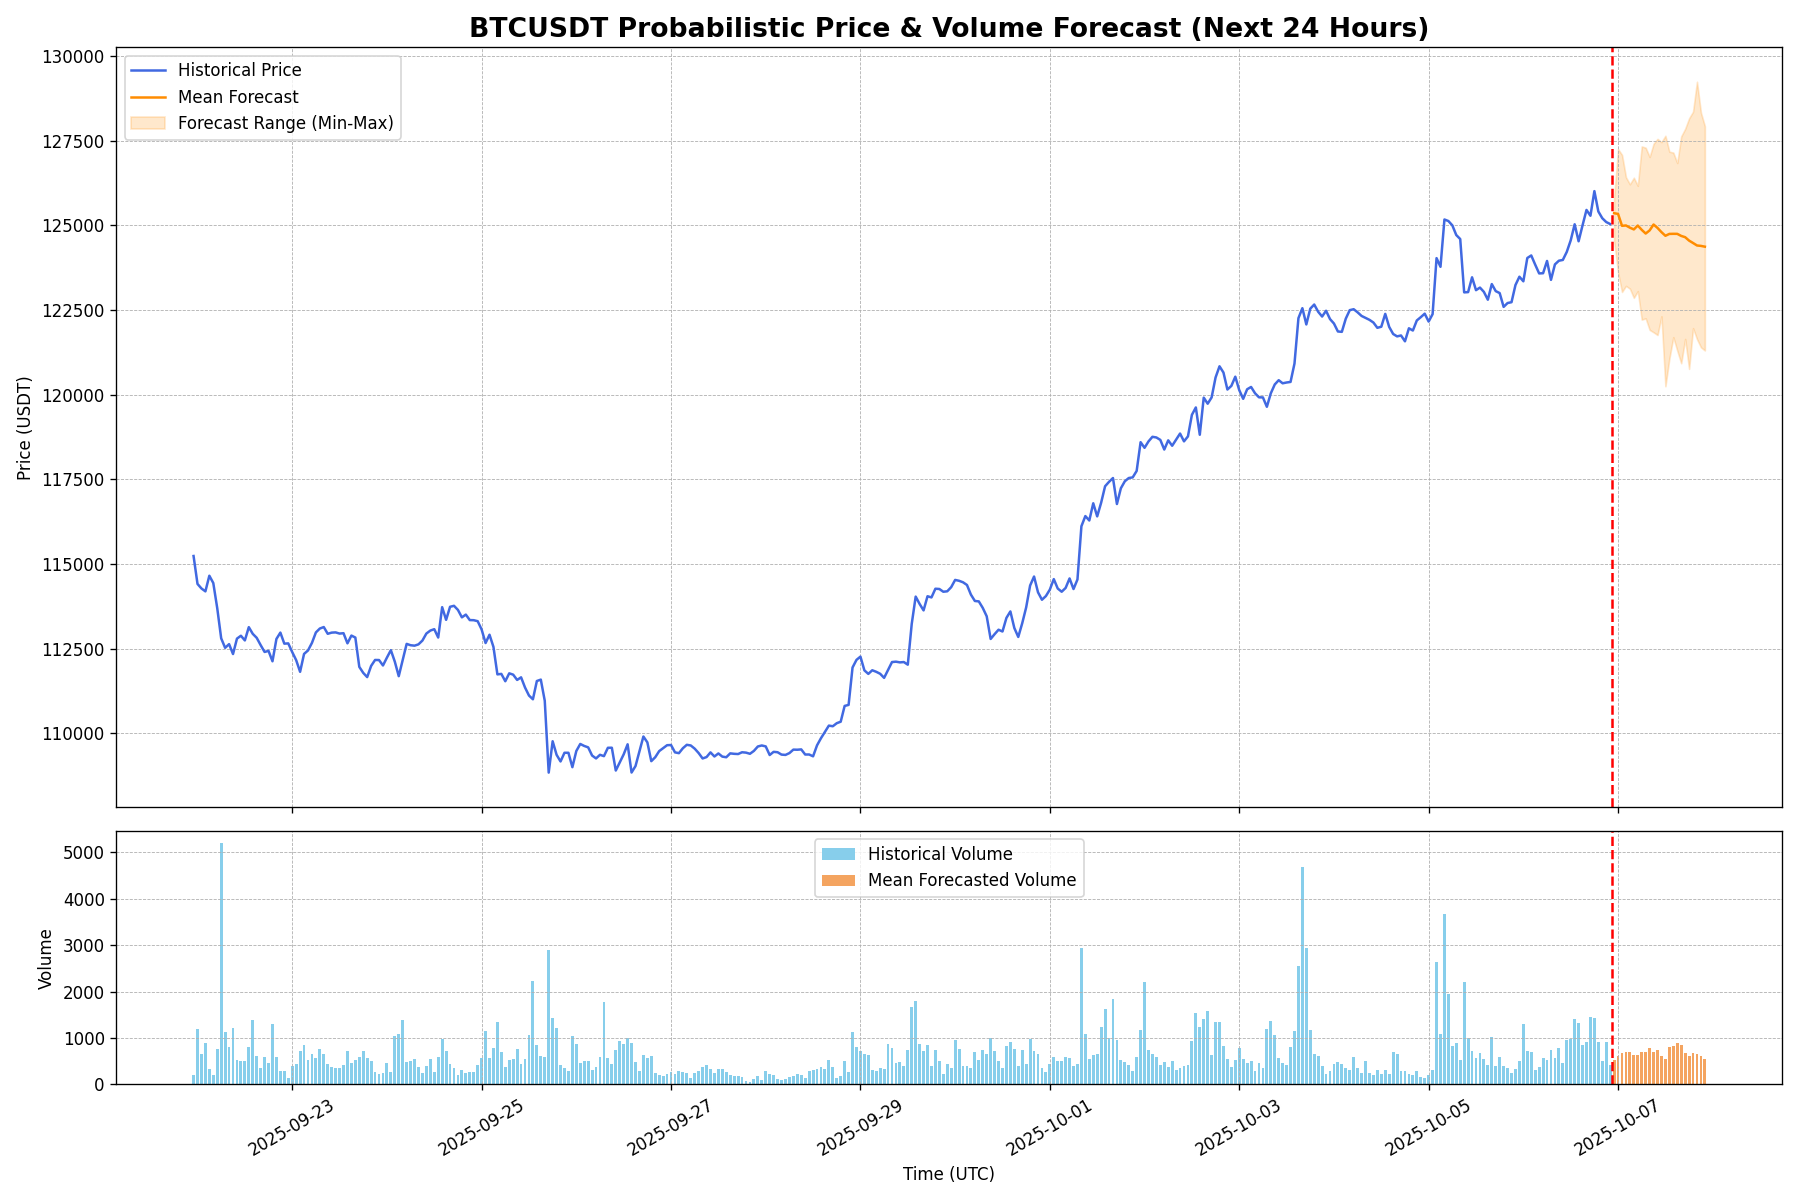 BTCUSDT Probabilistic Price & Volume Forecast (Next 24 Hours)
130000
127500
125000
122500
120000
117500
115000
112500
110000
Price (USDT)
Historical Price
Mean Forecast
Forecast Range (Min-Max)
5000
4000
3000
2000
1000
0
Volume
Historical Volume
Mean Forecasted Volume
2025-09-23
2025-09-25
2025-09-27
2025-09-29
2025-10-01
2025-10-03
2025-10-05
2025-10-07
Time (UTC)